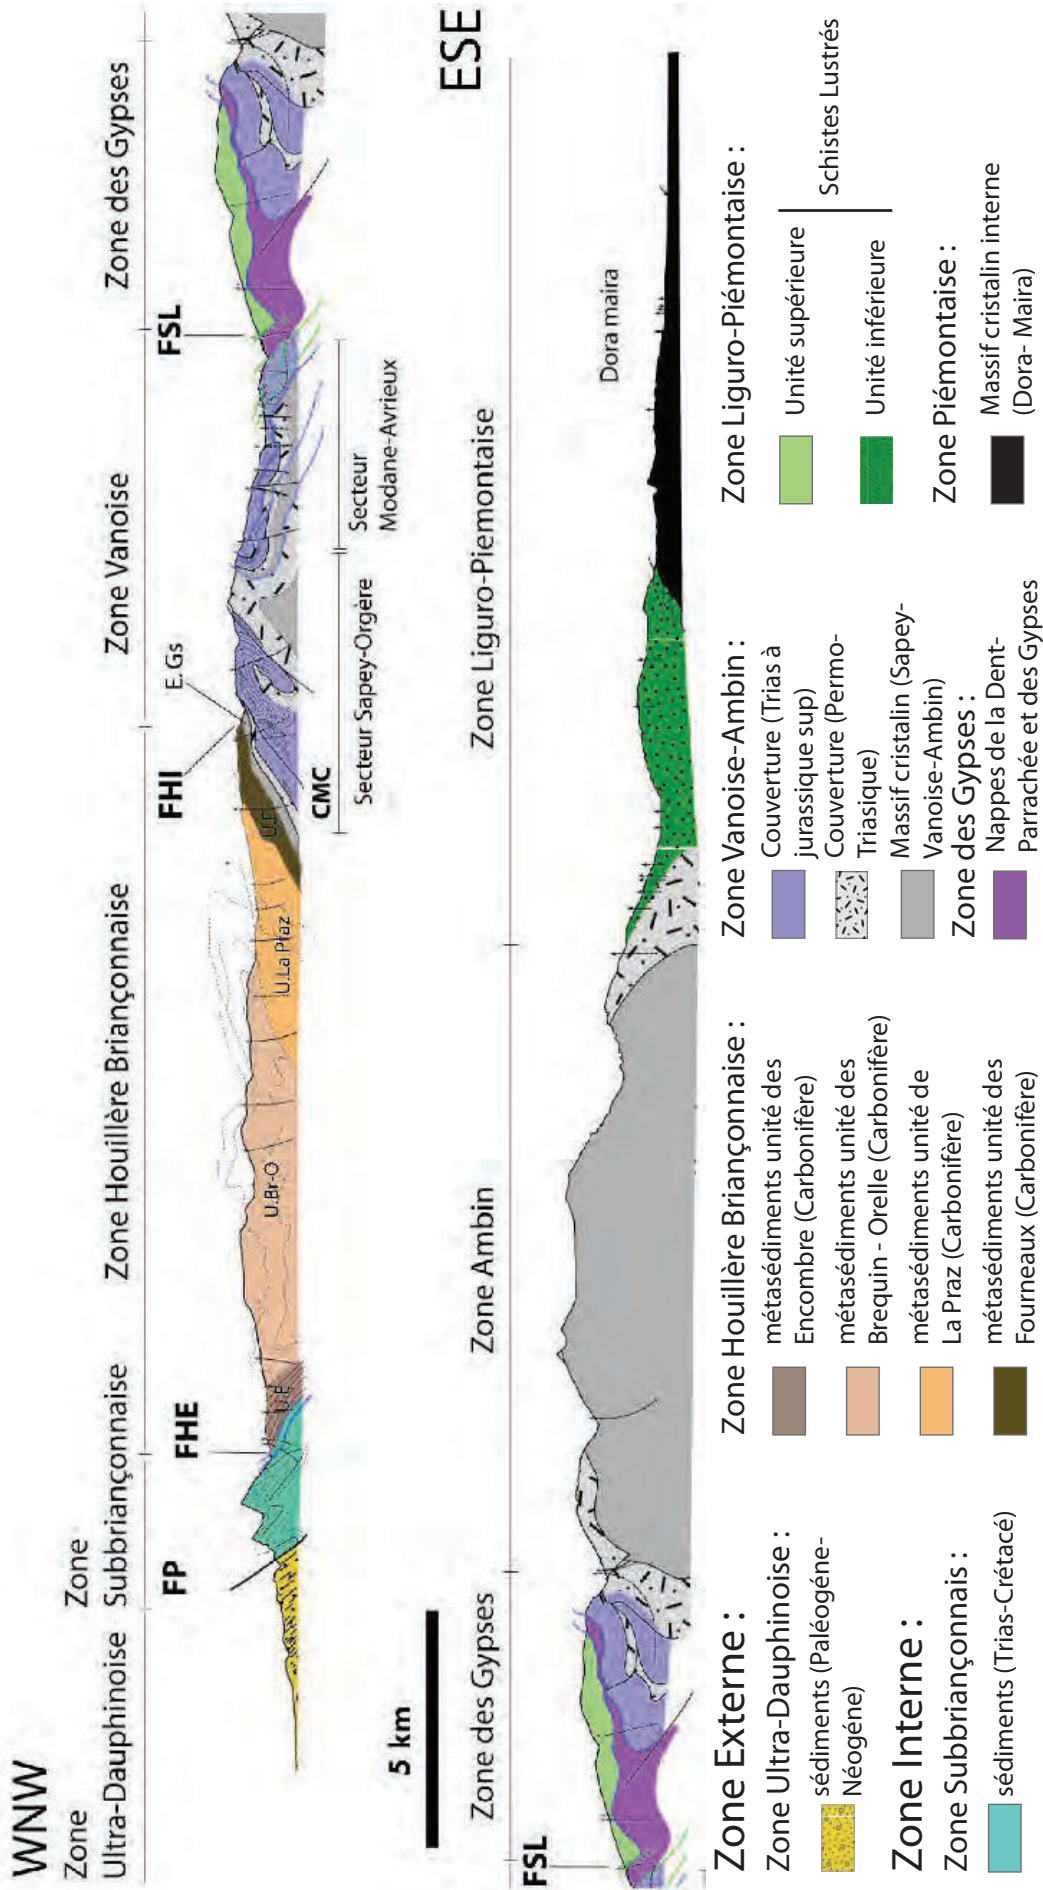 WNW
Zone
Ultra-Dauphinoise
Zone
Subbriançonnaise
Zone Houillère Briançonnaise
Zone Vanoise
Zone des Gypses
FP
FHE
FHI
E.Gs
FSL
U.Br-O
U.La Praz
U.F
CMC
Secteur Sapey-Orgère
Secteur
Modane-Avrieux
5 km
ESE
Zone des Gypses
Zone Ambin
Zone Liguro-Piemontaise
FSL
Dora maira
Zone Externe :
Zone Ultra-Dauphinoise :
sédiments (Paléogéne-
Néogéne)
Zone Interne :
Zone Subbriançonnais :
sédiments (Trias-Crétacé)
Zone Houillère Briançonnaise :
métasédiments unité des
Encombre (Carbonifère)
métasédiments unité des
Brequin - Orelle (Carbonifère)
métasédiments unité de
La Praz (Carbonifère)
métasédiments unité des
Fourneaux (Carbonifère)
Zone Vanoise-Ambin :
Couverture (Trias à
jurassique sup)
Couverture (Permo-
Triasique)
Massif cristalin (Sapey-
Vanoise-Ambin)
Zone des Gypses :
Nappes de la Dent-
Parrachée et des Gypses
Zone Liguro-Piémontaise :
Unité supérieure
Unité inférieure
Schistes Lustrés
Zone Piémontaise :
Massif cristalin interne
(Dora- Maira)